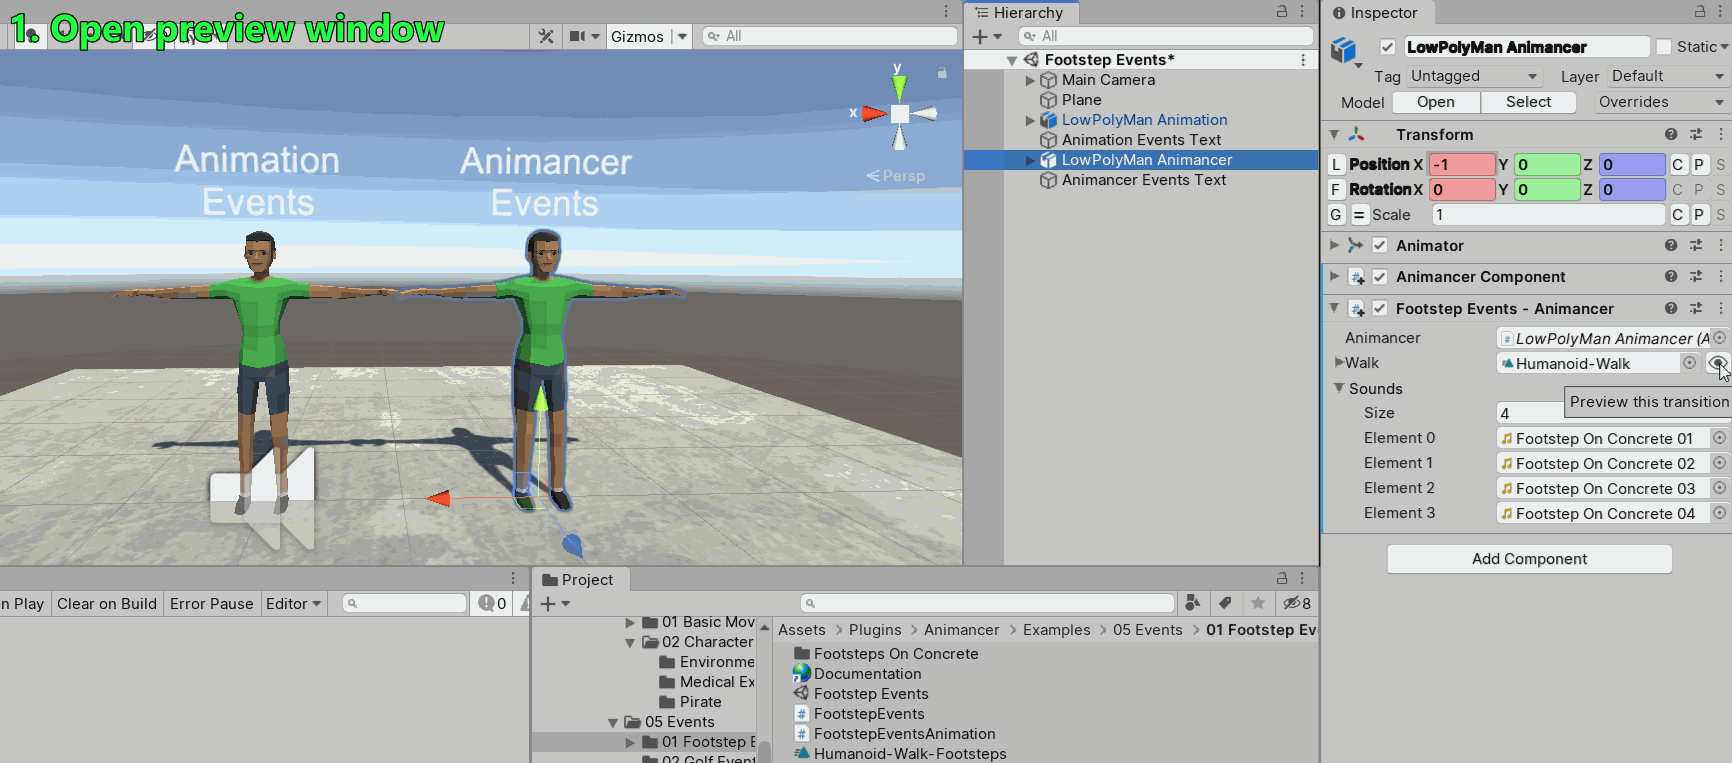 1. Open preview window
Gizmos
All
Animation
Events
Animancer
Events
y
x
Persp
Hierarchy
All
Footstep Events*
Main Camera
Plane
LowPolyMan Animation
Animation Events Text
LowPolyMan Animancer
Animancer Events Text
Inspector
LowPolyMan Animancer
Static
Tag Untagged Layer Default
Model Open Select Overrides
Transform
L Position X -1 Y 0 Z 0 C P S
F Rotation X 0 Y 0 Z 0 C P S
G = Scale 1 C P S
Animator
Animancer Component
Footstep Events - Animancer
Animancer LowPolyMan Animancer (A
Walk Humanoid-Walk
Sounds
Preview this transition
Size 4
Element 0 Footstep On Concrete 01
Element 1 Footstep On Concrete 02
Element 2 Footstep On Concrete 03
Element 3 Footstep On Concrete 04
Add Component
n Play Clear on Build Error Pause Editor 0
Project
8
01 Basic Mov
02 Character
Environme
Medical Ex
Pirate
05 Events
01 Footstep E
02 Golf Event
Assets > Plugins > Animancer > Examples > 05 Events > 01 Footstep Ev
Footsteps On Concrete
Documentation
Footstep Events
FootstepEvents
FootstepEventsAnimation
Humanoid-Walk-Footsteps